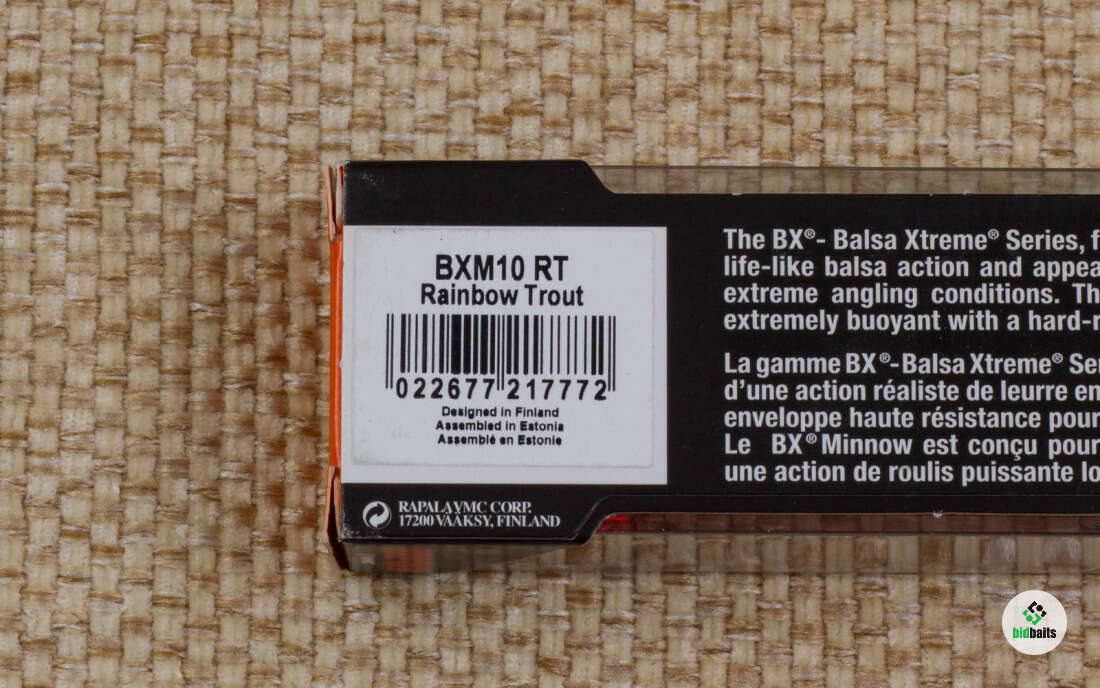 BXM10 RT
Rainbow Trout
022677 217772
Designed in Finland
Assembled in Estonia
Assemblé en Estonie
RAPALA VMC CORP.
17200 VÄÄKSY, FINLAND
The BX®- Balsa Xtreme® Series, f
life-like balsa action and appea
extreme angling conditions. Th
extremely buoyant with a hard-r
La gamme BX®-Balsa Xtreme® Ser
d'une action réaliste de leurre en
enveloppe haute résistance pour
Le BX® Minnow est conçu pour
une action de roulis puissante lo
bidbaits